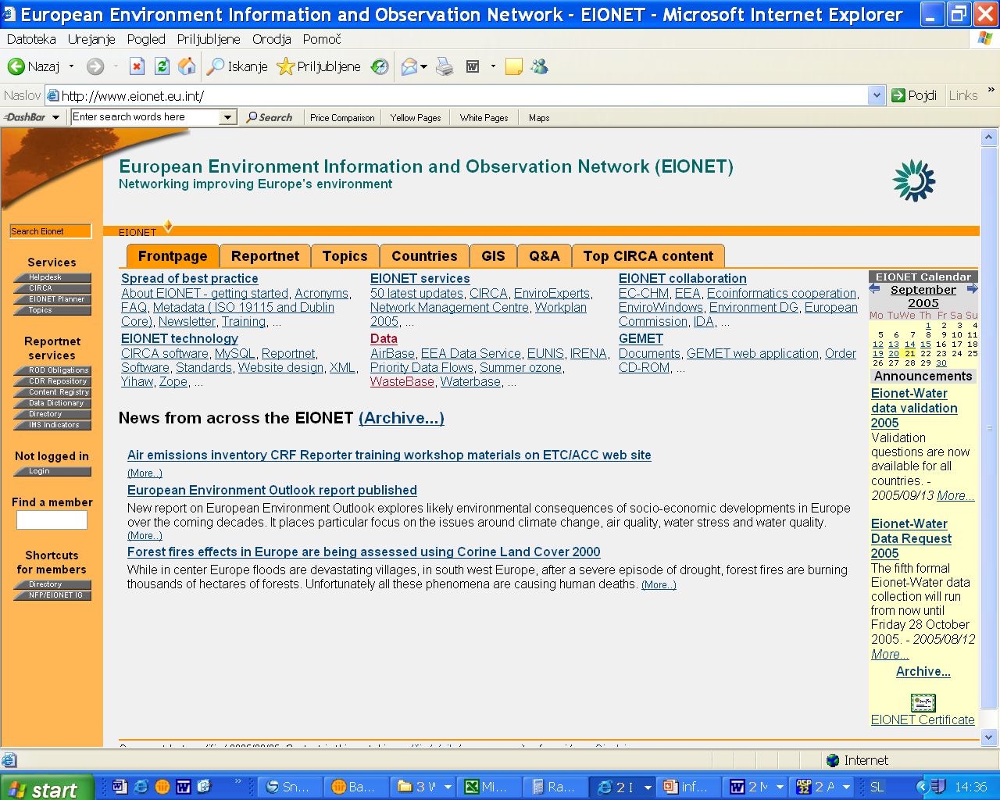 European Environment Information and Observation Network - EIONET - Microsoft Internet Explorer
Datoteka Urejanje Pogled Priljubljene Orodja Pomoč
Nazaj Iskanje Priljubljene
Naslov http://www.eionet.eu.int/ Pojdi Links »
DashBar Enter search words here Search Price Comparison Yellow Pages White Pages Maps
European Environment Information and Observation Network (EIONET)
Networking improving Europe's environment
EIONET
Search Eionet
Services
Helpdesk
CIRCA
EIONET Planner
Topics
Reportnet
services
ROD Obligations
CDR Repository
Content Registry
Data Dictionary
Directory
IMS Indicators
Not logged in
Login
Find a member
Shortcuts
for members
Directory
NFP/EIONET IG
Frontpage Reportnet Topics Countries GIS Q&A Top CIRCA content
Spread of best practice
About EIONET - getting started, Acronyms,
FAQ, Metadata ( ISO 19115 and Dublin
Core), Newsletter, Training, ...
EIONET services
50 latest updates, CIRCA, EnviroExperts,
Network Management Centre, Workplan
2005, ...
EIONET collaboration
EC-CHM, EEA, Ecoinformatics cooperation,
EnviroWindows, Environment DG, European
Commission, IDA, ...
EIONET technology
CIRCA software, MySQL, Reportnet,
Software, Standards, Website design, XML,
Yihaw, Zope, ...
Data
AirBase, EEA Data Service, EUNIS, IRENA,
Priority Data Flows, Summer ozone,
WasteBase, Waterbase, ...
GEMET
Documents, GEMET web application, Order
CD-ROM, ...
News from across the EIONET (Archive...)
Air emissions inventory CRF Reporter training workshop materials on ETC/ACC web site
(More..)
European Environment Outlook report published
New report on European Environment Outlook explores likely environmental consequences of socio-economic developments in Europe
over the coming decades. It places particular focus on the issues around climate change, air quality, water stress and water quality.
(More..)
Forest fires effects in Europe are being assessed using Corine Land Cover 2000
While in center Europe floods are devastating villages, in south west Europe, after a severe episode of drought, forest fires are burning
thousands of hectares of forests. Unfortunately all these phenomena are causing human deaths. (More..)
EIONET Calendar
September
2005
Mo Tu We Th Fr Sa Su
1 2 3 4
5 6 7 8 9 10 11
12 13 14 15 16 17 18
19 20 21 22 23 24 25
26 27 28 29 30
Announcements
Eionet-Water
data validation
2005
Validation
questions are now
available for all
countries. -
2005/09/13 More...
Eionet-Water
Data Request
2005
The fifth formal
Eionet-Water data
collection will run
from now until
Friday 28 October
2005. - 2005/08/12
More...
Archive...
EIONET Certificate
Internet
start » Sn... Ba... 3 W Mi... Ra... 2 I inf... 2 M 2 A SL 14:36